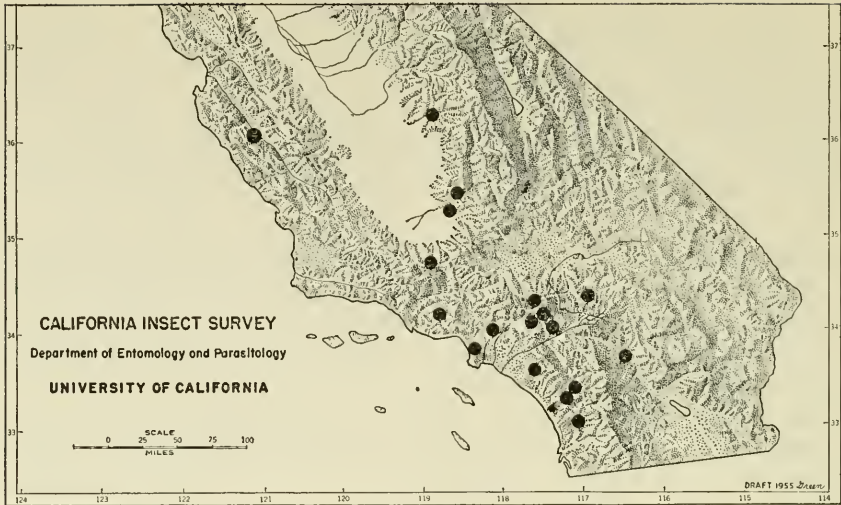 37
37
36
36
35
35
34
34
33
33
CALIFORNIA INSECT SURVEY
Department of Entomology and Parasitology
UNIVERSITY OF CALIFORNIA
SCALE
0 25 50 75 100
MILES
DRAFT 1955 Green
124 123 122 121 120 119 118 117 116 115 114